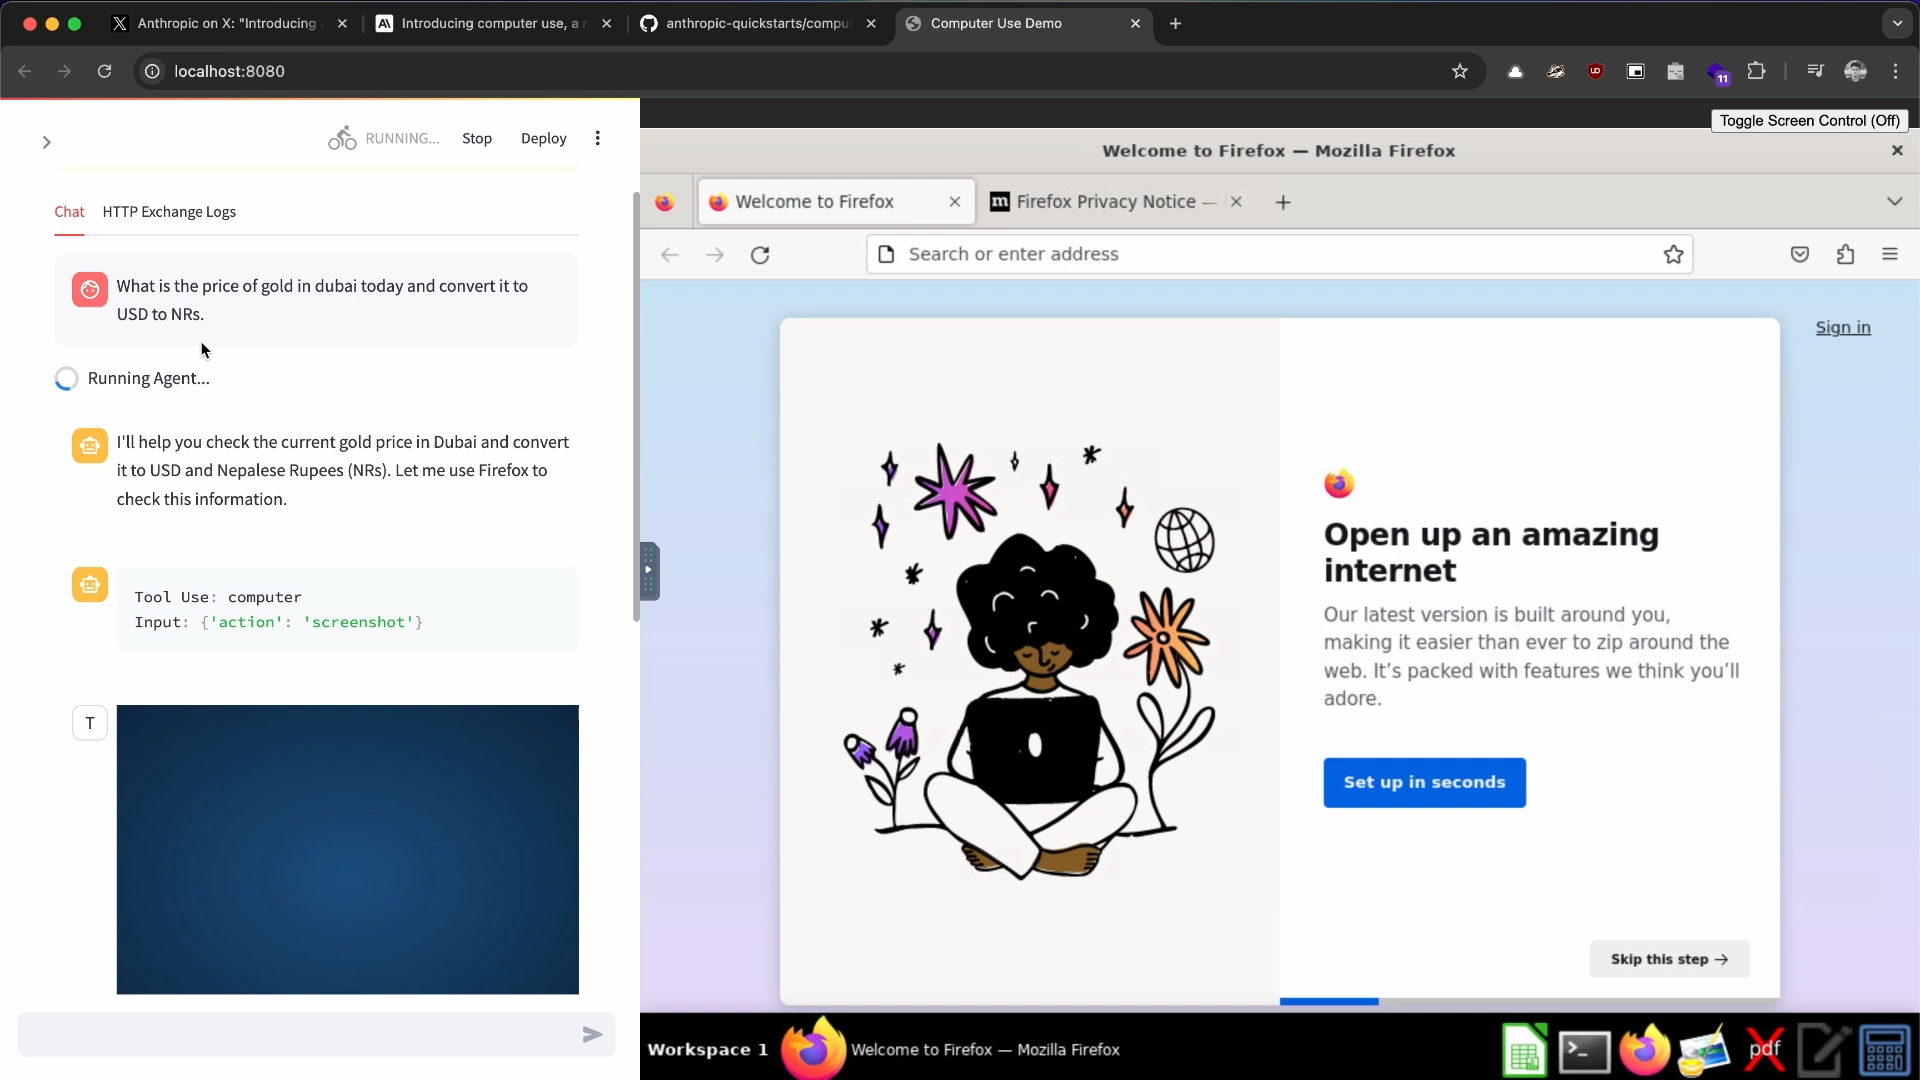 Anthropic on X: "Introducing
Introducing computer use, a
anthropic-quickstarts/compu
Computer Use Demo
localhost:8080
11
Toggle Screen Control (Off)
RUNNING...
Stop
Deploy
Chat
HTTP Exchange Logs
What is the price of gold in dubai today and convert it to
USD to NRs.
Running Agent...
I'll help you check the current gold price in Dubai and convert
it to USD and Nepalese Rupees (NRs). Let me use Firefox to
check this information.
Tool Use: computer
Input: {'action': 'screenshot'}
T
Welcome to Firefox — Mozilla Firefox
Welcome to Firefox
m Firefox Privacy Notice —
Search or enter address
Sign in
Open up an amazing
internet
Our latest version is built around you,
making it easier than ever to zip around the
web. It’s packed with features we think you’ll
adore.
Set up in seconds
Skip this step →
Workspace 1
Welcome to Firefox — Mozilla Firefox
pdf